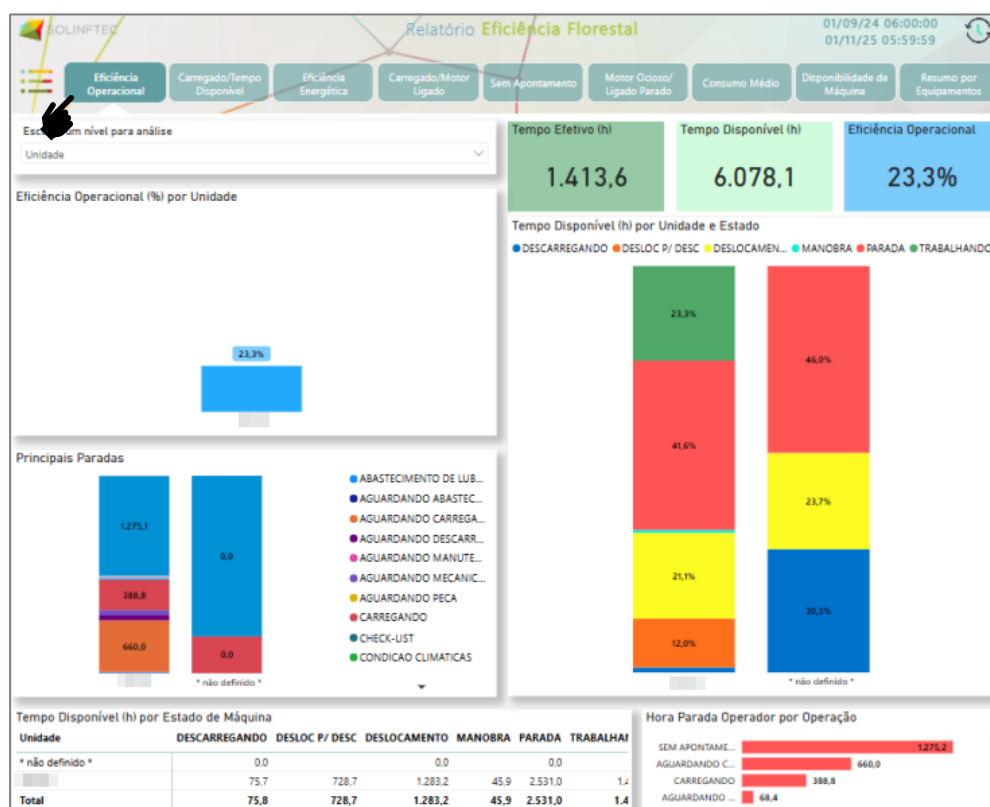 SOLINFTEC
Relatório Eficiência Florestal
01/09/24 06:00:00
01/11/25 05:59:59
Eficiência Operacional
Carregado/Tempo Disponível
Eficiência Energética
Carregado/Motor Ligado
Sem Apontamento
Motor Ocioso/ Ligado Parado
Consumo Médio
Disponibilidade de Máquina
Resumo por Equipamentos
um nível para análise
Unidade
Tempo Efetivo (h)
1.413,6
Tempo Disponível (h)
6.078,1
Eficiência Operacional
23,3%
Eficiência Operacional (%) por Unidade
23,3%
Tempo Disponível (h) por Unidade e Estado
DESCARREGANDO DESLOC P/ DESC DESLOCAMEN... MANOBRA PARADA TRABALHANDO
23,3%
41,6%
21,1%
12,0%
46,0%
23,7%
30,3%
* não definido *
Principais Paradas
1.275,1
388,8
660,0
0,0
0,0
* não definido *
ABASTECIMENTO DE LUB...
AGUARDANDO ABASTEC...
AGUARDANDO CARREGA...
AGUARDANDO DESCARR...
AGUARDANDO MANUTE...
AGUARDANDO MECANIC...
AGUARDANDO PECA
CARREGANDO
CHECK-LIST
CONDICAO CLIMATICAS
Tempo Disponível (h) por Estado de Máquina
Unidade DESCARREGANDO DESLOC P/ DESC DESLOCAMENTO MANOBRA PARADA TRABALHAN
* não definido * 0,0 0,0 0,0
75,7 728,7 1.283,2 45,9 2.531,0 1.4
Total 75,8 728,7 1.283,2 45,9 2.531,0 1.4
Hora Parada Operador por Operação
SEM APONTAME... 1.275,2
AGUARDANDO C... 660,0
CARREGANDO 388,8
AGUARDANDO ... 68,4